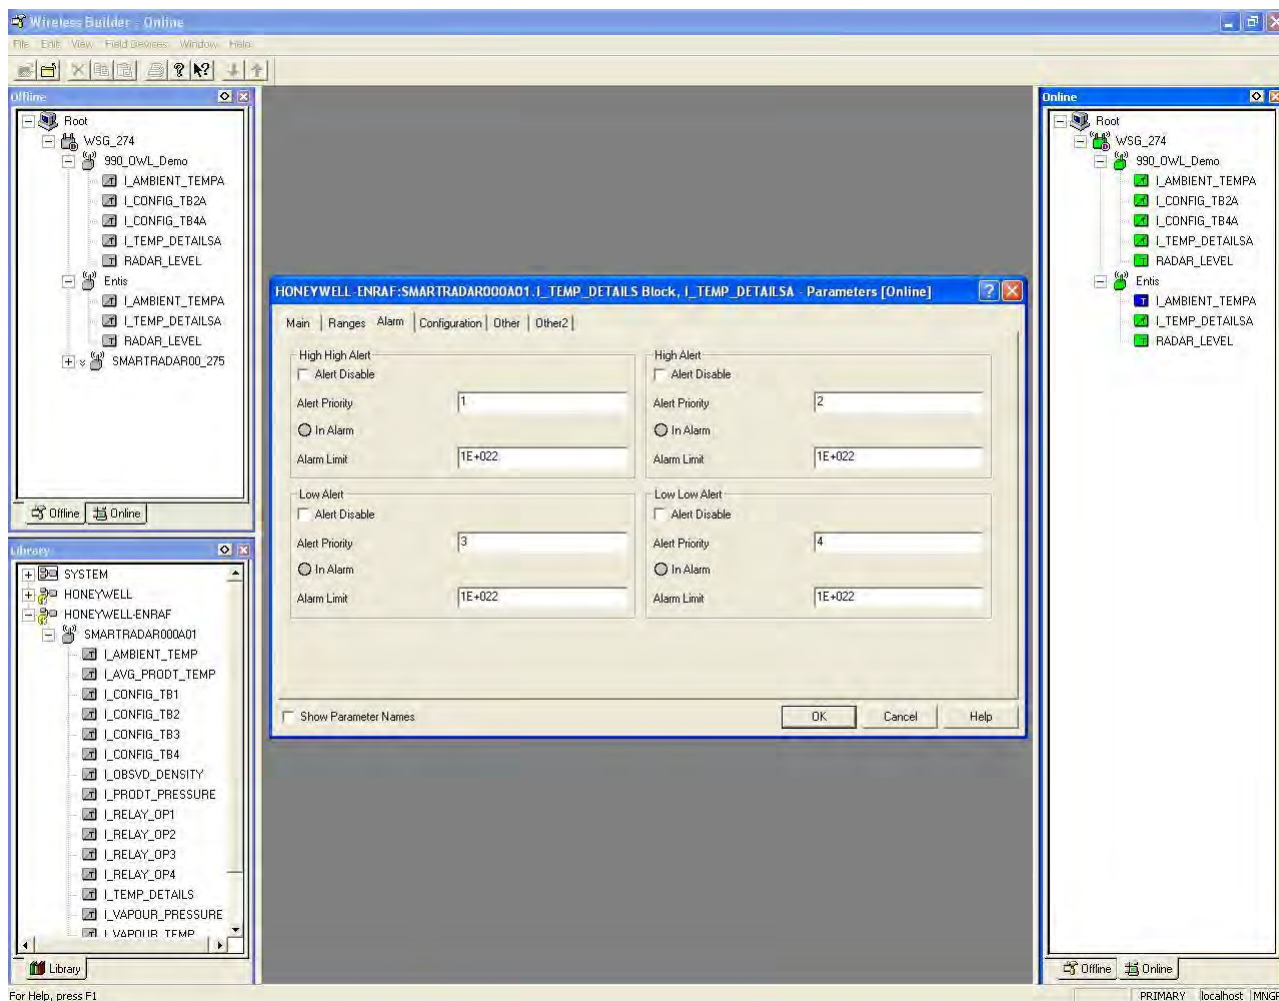 Wireless Builder - Online
File Edit View Field Devices Window Help
Offline
Root
WSG_274
990_OWL_Demo
I_AMBIENT_TEMPA
I_CONFIG_TB2A
I_CONFIG_TB4A
I_TEMP_DETAILSA
RADAR_LEVEL
Entis
I_AMBIENT_TEMPA
I_TEMP_DETAILSA
RADAR_LEVEL
SMARTRADAR00_275
Offline Online
Library
SYSTEM
HONEYWELL
HONEYWELL-ENRAF
SMARTRADAR000A01
I_AMBIENT_TEMP
I_AVG_PRODT_TEMP
I_CONFIG_TB1
I_CONFIG_TB2
I_CONFIG_TB3
I_CONFIG_TB4
I_OBSVD_DENSITY
I_PRODT_PRESSURE
I_RELAY_OP1
I_RELAY_OP2
I_RELAY_OP3
I_RELAY_OP4
I_TEMP_DETAILS
I_VAPOUR_PRESSURE
I_VAPOUR_TEMP
Library
HONEYWELL-ENRAF:SMARTRADAR000A01.I_TEMP_DETAILS Block, I_TEMP_DETAILSA - Parameters [Online]
Main Ranges Alarm Configuration Other Other2
High High Alert
Alert Disable
Alert Priority 1
In Alarm
Alarm Limit 1E+022
High Alert
Alert Disable
Alert Priority 2
In Alarm
Alarm Limit 1E+022
Low Alert
Alert Disable
Alert Priority 3
In Alarm
Alarm Limit 1E+022
Low Low Alert
Alert Disable
Alert Priority 4
In Alarm
Alarm Limit 1E+022
Show Parameter Names
OK Cancel Help
Online
Root
WSG_274
990_OWL_Demo
I_AMBIENT_TEMPA
I_CONFIG_TB2A
I_CONFIG_TB4A
I_TEMP_DETAILSA
RADAR_LEVEL
Entis
I_AMBIENT_TEMPA
I_TEMP_DETAILSA
RADAR_LEVEL
Offline Online
For Help, press F1
PRIMARY localhost